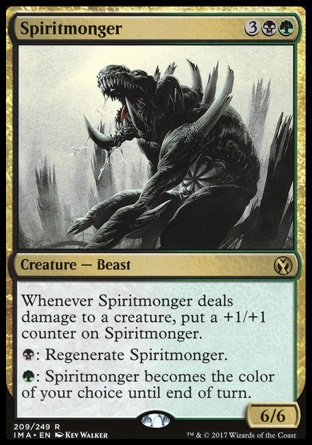 Spiritmonger 3
Creature — Beast
Whenever Spiritmonger deals
damage to a creature, put a +1/+1
counter on Spiritmonger.
: Regenerate Spiritmonger.
: Spiritmonger becomes the color
of your choice until end of turn.
6/6
209/249 R
IMA • EN Kev Walker
™ & © 2017 Wizards of the Coast